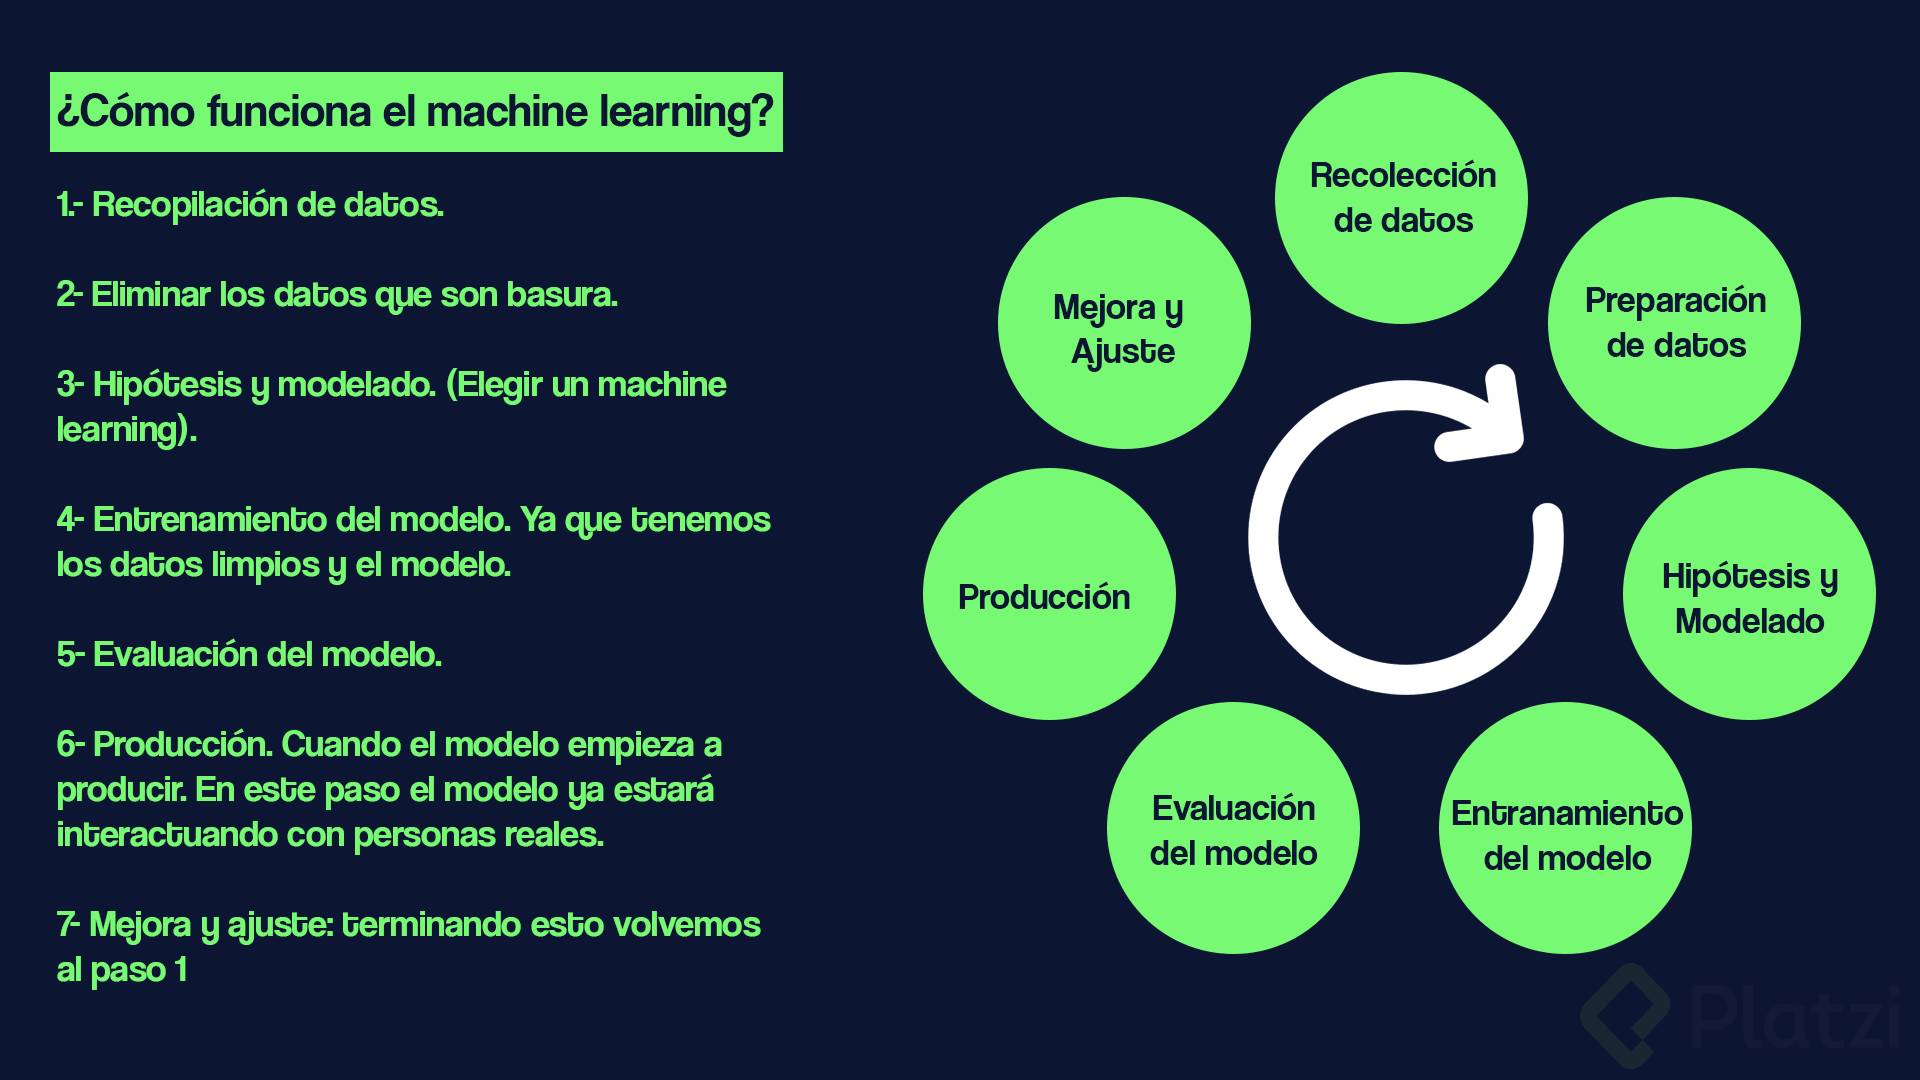 ¿Cómo funciona el machine learning?
1.- Recopilación de datos.
2- Eliminar los datos que son basura.
3- Hipótesis y modelado. (Elegir un machine
learning).
4- Entrenamiento del modelo. Ya que tenemos
los datos limpios y el modelo.
5- Evaluación del modelo.
6- Producción. Cuando el modelo empieza a
producir. En este paso el modelo ya estará
interactuando con personas reales.
7- Mejora y ajuste: terminando esto volvemos
al paso 1
Recolección
de datos
Preparación
de datos
Hipótesis y
Modelado
Entranamiento
del modelo
Evaluación
del modelo
Producción
Mejora y
Ajuste
Platzi